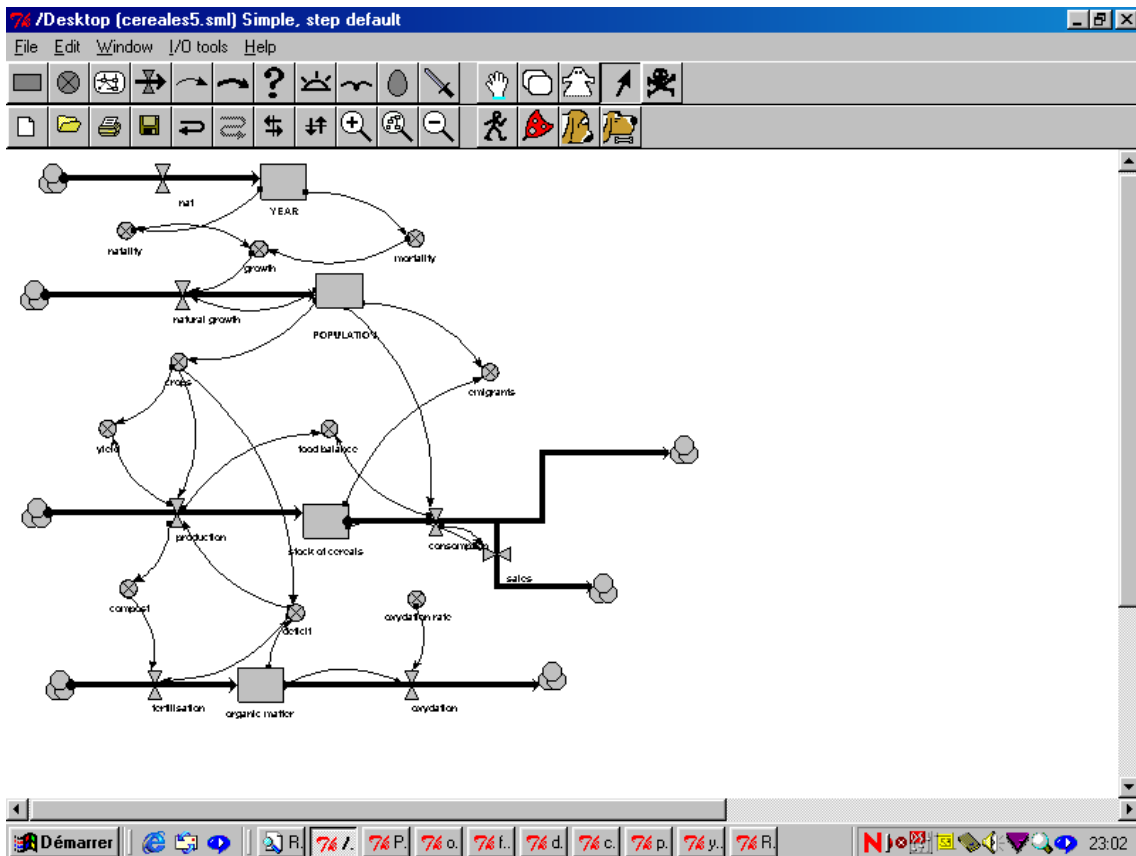 /Desktop (cereales5.sml) Simple, step default
File Edit Window I/O tools Help
nat
YEAR
natality
growth
mortality
natural growth
POPULATION
crops
emigrants
yield
food balance
production
stock of cereals
consomption
sales
compost
deficit
oxydation rate
fertilisation
organic matter
oxydation
Démarrer
R.
/.
P.
o.
f..
d.
c.
p.
y..
R.
23:02